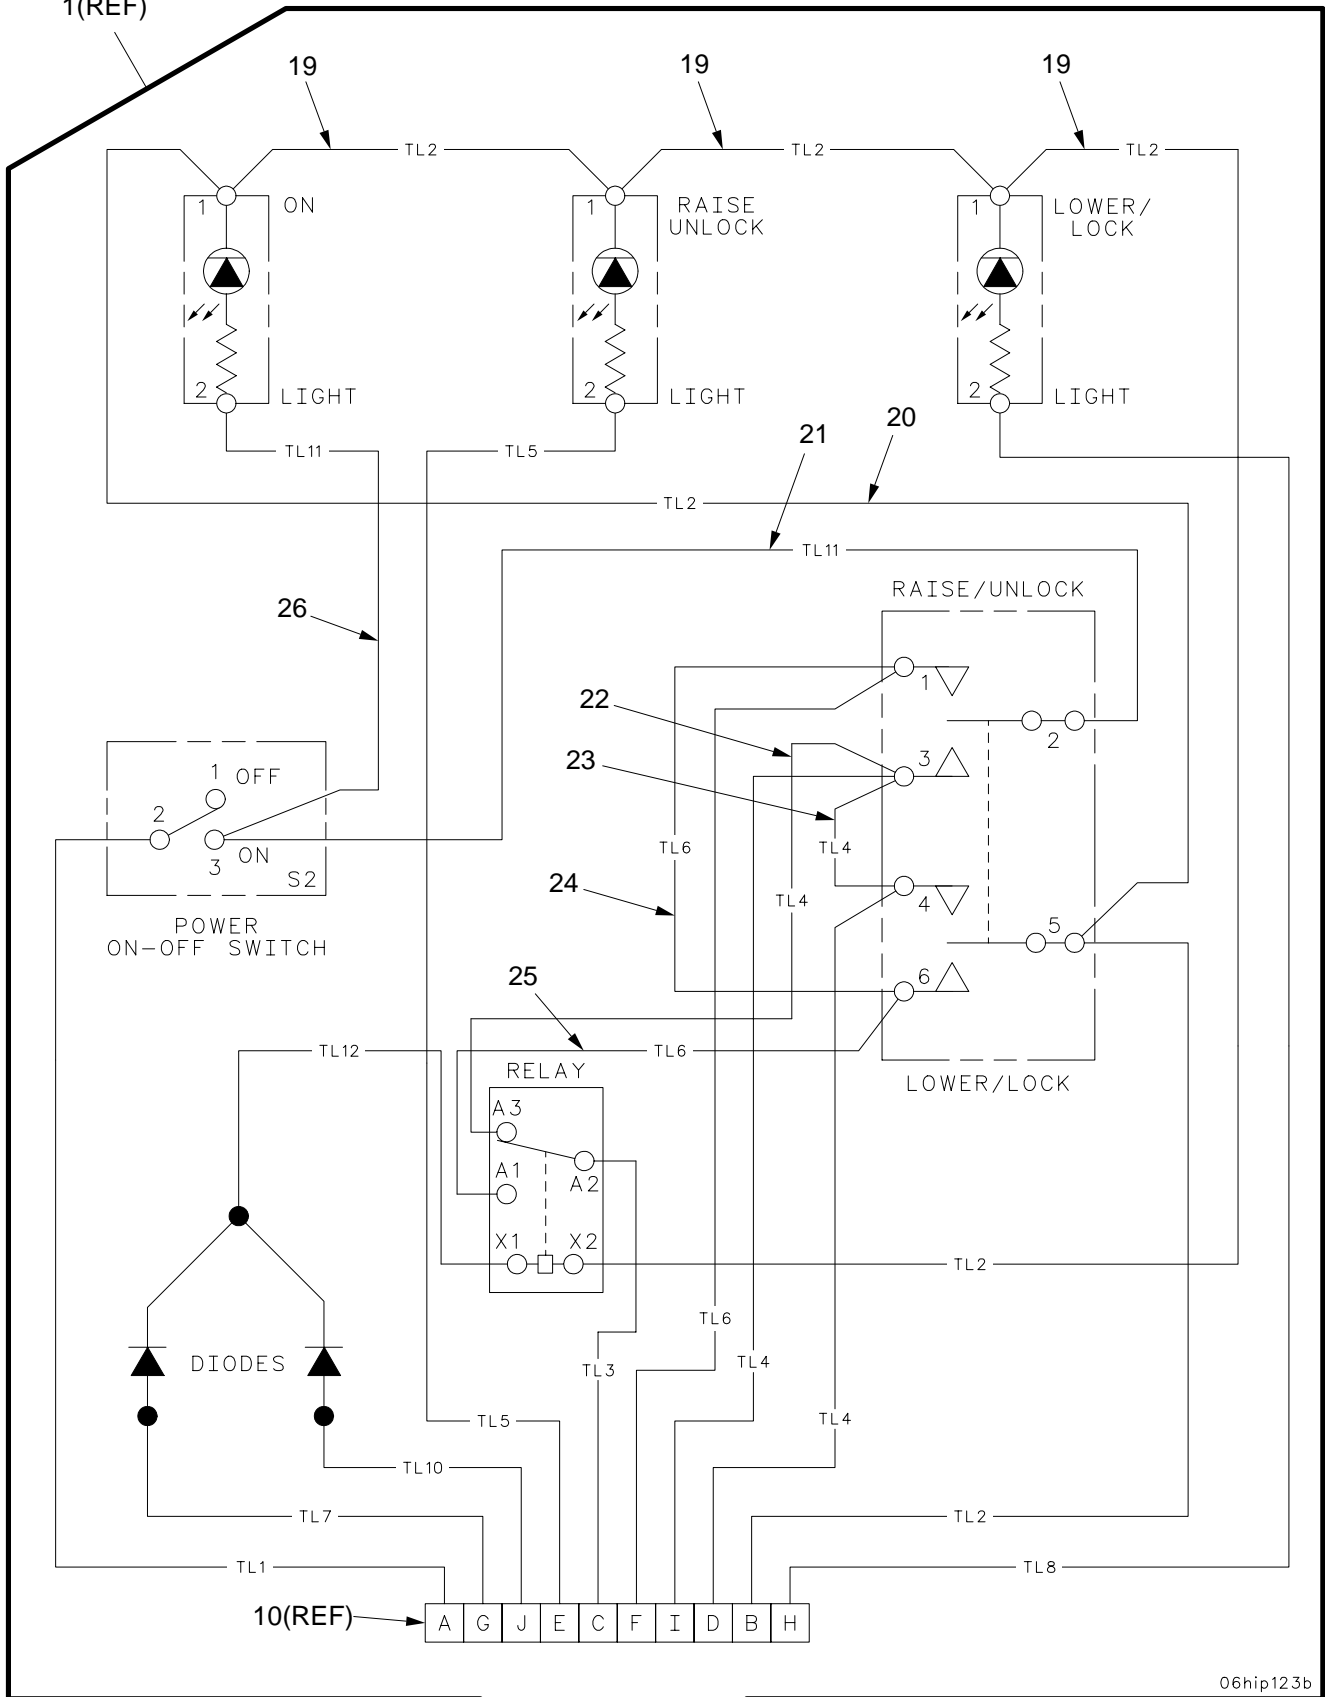 1(REF)
19 19 19
TL2 TL2 TL2
1 ON 1 RAISE 1 LOWER/
UNLOCK LOCK
2 LIGHT 2 LIGHT 2 LIGHT
TL11 TL5
21 20
TL2
TL11
RAISE/UNLOCK
26
1
22
2
23
3
1 OFF
2
TL6 TL4
3 ON
S2
24
TL4
4
POWER
ON-OFF SWITCH
5
25
6
TL12 TL6
RELAY
LOWER/LOCK
A3
A1 A2
X1 X2
TL2
TL6
DIODES
TL3 TL4
TL5 TL4
TL10
TL7 TL2
TL1 TL8
10(REF) A G J E C F I D B H
06hip123b